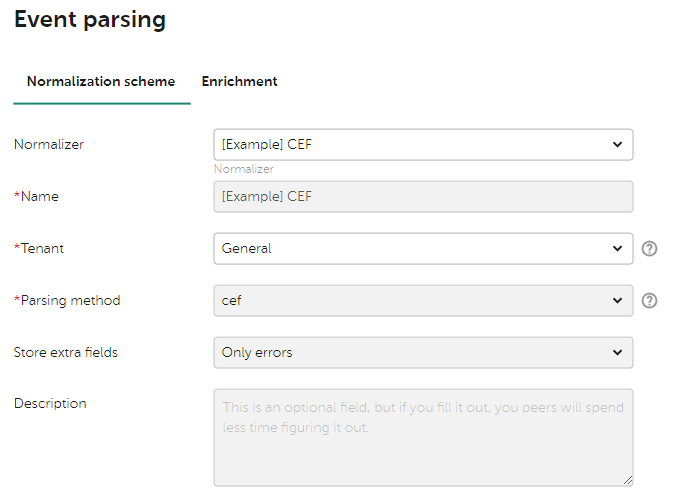 Event parsing
Normalization scheme Enrichment
Normalizer [Example] CEF
Normalizer
*Name [Example] CEF
*Tenant General
*Parsing method cef
Store extra fields Only errors
Description This is an optional field, but if you fill it out, you peers will spend
less time figuring it out.